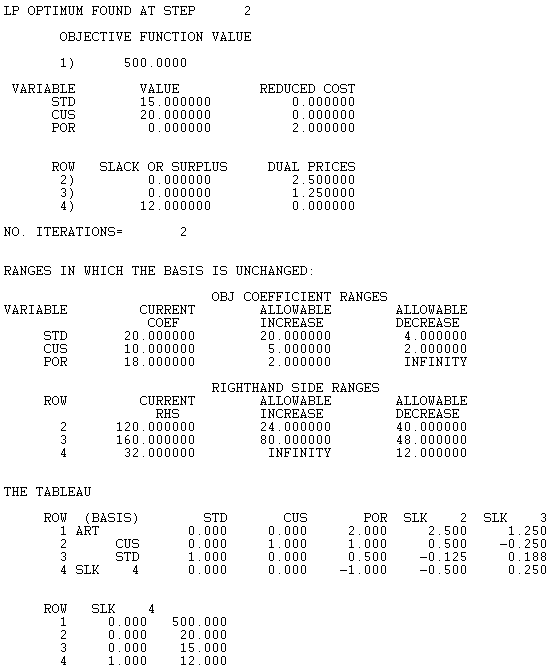 LP OPTIMUM FOUND AT STEP 2
OBJECTIVE FUNCTION VALUE
1) 500.0000
VARIABLE VALUE REDUCED COST
STD 15.000000 0.000000
CUS 20.000000 0.000000
POR 0.000000 2.000000
ROW SLACK OR SURPLUS DUAL PRICES
2) 0.000000 2.500000
3) 0.000000 1.250000
4) 12.000000 0.000000
NO. ITERATIONS= 2
RANGES IN WHICH THE BASIS IS UNCHANGED:
OBJ COEFFICIENT RANGES
VARIABLE CURRENT ALLOWABLE ALLOWABLE
COEF INCREASE DECREASE
STD 20.000000 20.000000 4.000000
CUS 10.000000 5.000000 2.000000
POR 18.000000 2.000000 INFINITY
RIGHTHAND SIDE RANGES
ROW CURRENT ALLOWABLE ALLOWABLE
RHS INCREASE DECREASE
2 120.000000 24.000000 40.000000
3 160.000000 80.000000 48.000000
4 32.000000 INFINITY 12.000000
THE TABLEAU
ROW (BASIS) STD CUS POR SLK 2 SLK 3
1 ART 0.000 0.000 2.000 2.500 1.250
2 CUS 0.000 1.000 1.000 0.500 -0.250
3 STD 1.000 0.000 0.500 -0.125 0.188
4 SLK 4 0.000 0.000 -1.000 -0.500 0.250
ROW SLK 4
1 0.000 500.000
2 0.000 20.000
3 0.000 15.000
4 1.000 12.000